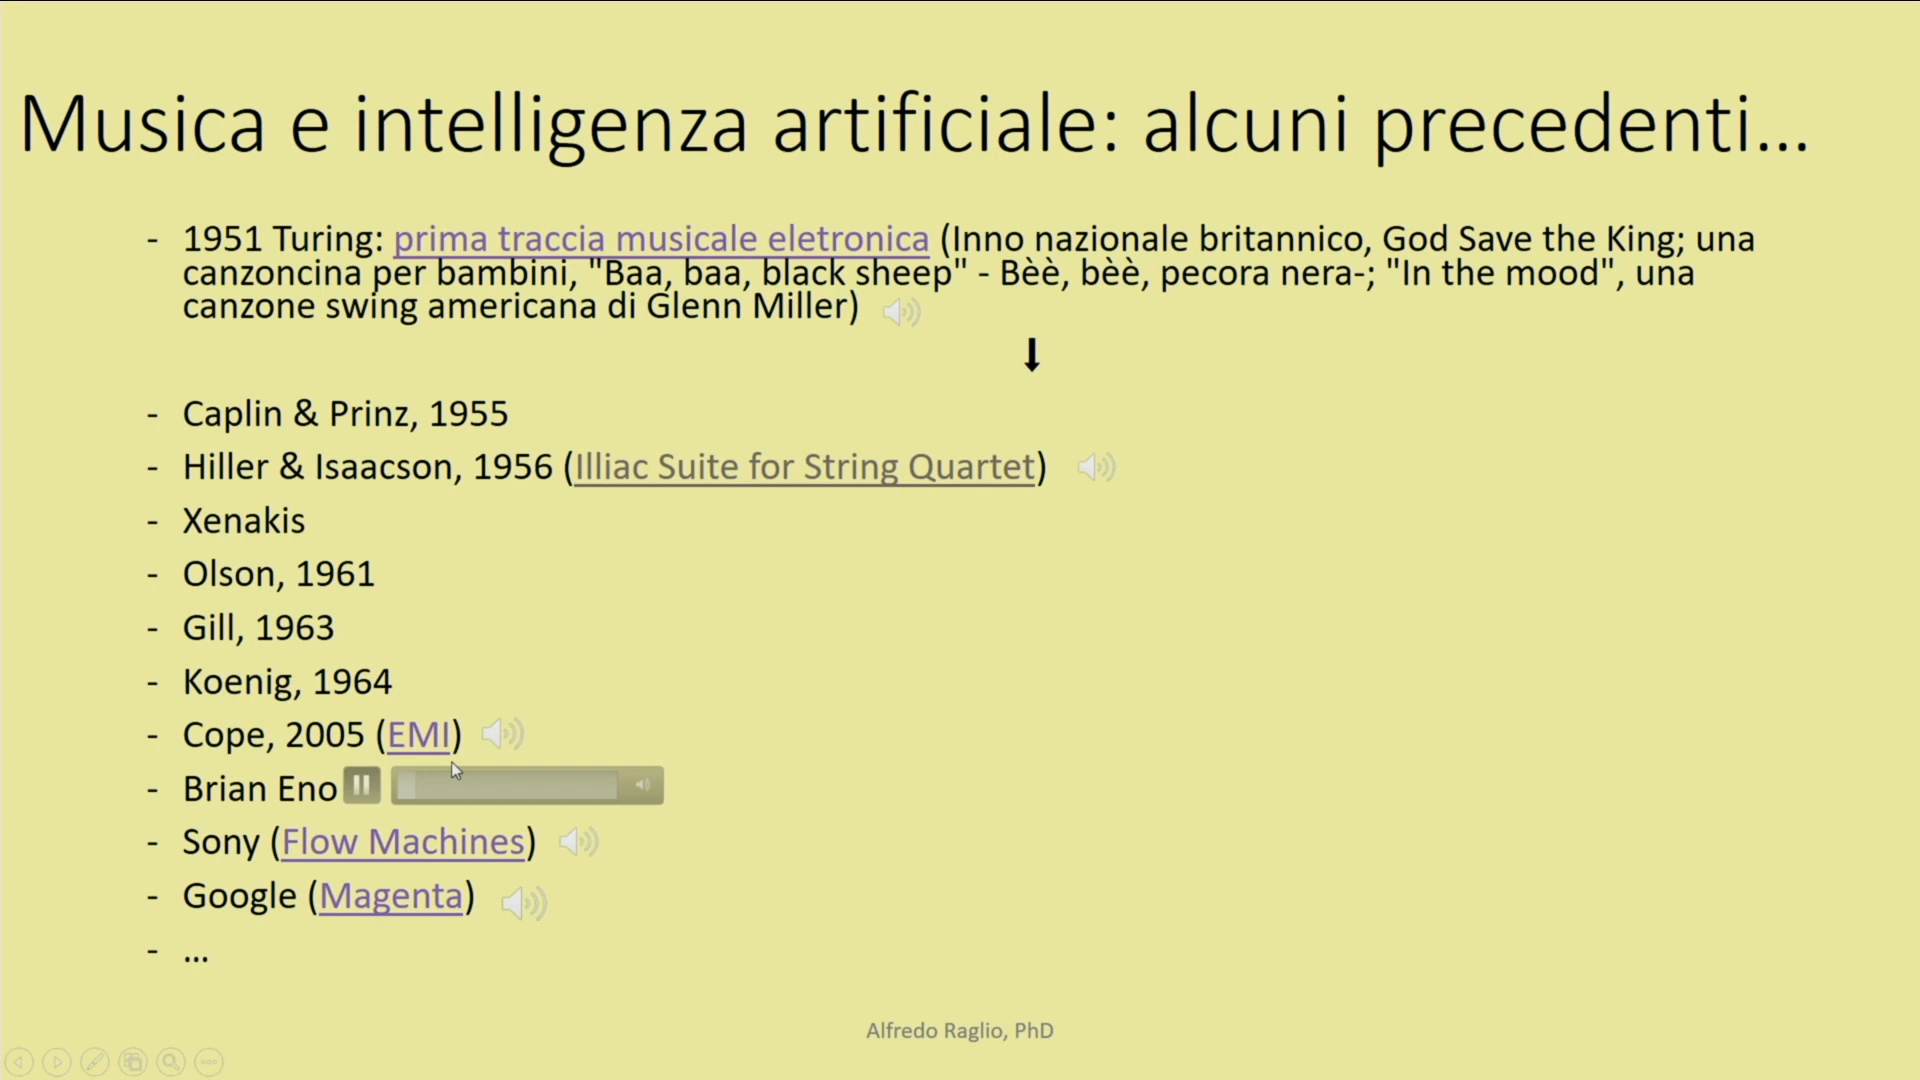 Musica e intelligenza artificiale: alcuni precedenti...
- 1951 Turing: prima traccia musicale eletronica (Inno nazionale britannico, God Save the King; una
canzoncina per bambini, "Baa, baa, black sheep" - Bèè, bèè, pecora nera-; "In the mood", una
canzone swing americana di Glenn Miller)
- Caplin & Prinz, 1955
- Hiller & Isaacson, 1956 (Illiac Suite for String Quartet)
- Xenakis
- Olson, 1961
- Gill, 1963
- Koenig, 1964
- Cope, 2005 (EMI)
- Brian Eno
- Sony (Flow Machines)
- Google (Magenta)
- ...
Alfredo Raglio, PhD